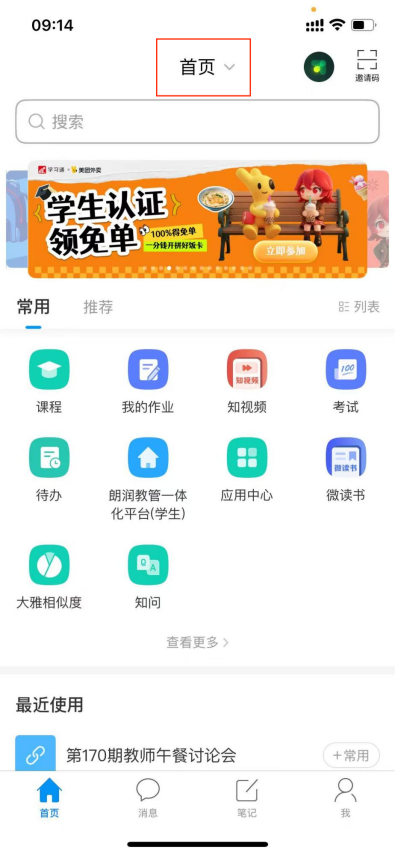 09:14
首页
邀请码
搜索
学习通 · 美团外卖
学生认证
领免单
100%得免单
一分钱开拼好饭卡
立即参加
常用
推荐
列表
课程
我的作业
知视频
知视频
考试
100
待办
朗润教管一体
化平台(学生)
应用中心
微读书
微读书
Q
A
大雅相似度
知问
查看更多 >
最近使用
第170期教师午餐讨论会
+常用
首页
消息
笔记
我